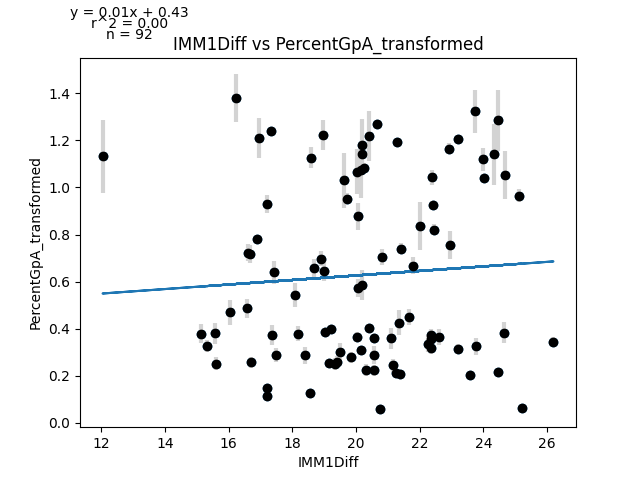 y = 0.01x + 0.43
r^2 = 0.00
n = 92
IMM1Diff vs PercentGpA_transformed
PercentGpA_transformed
1.4
1.2
1.0
0.8
0.6
0.4
0.2
0.0
12 14 16 18 20 22 24 26
IMM1Diff